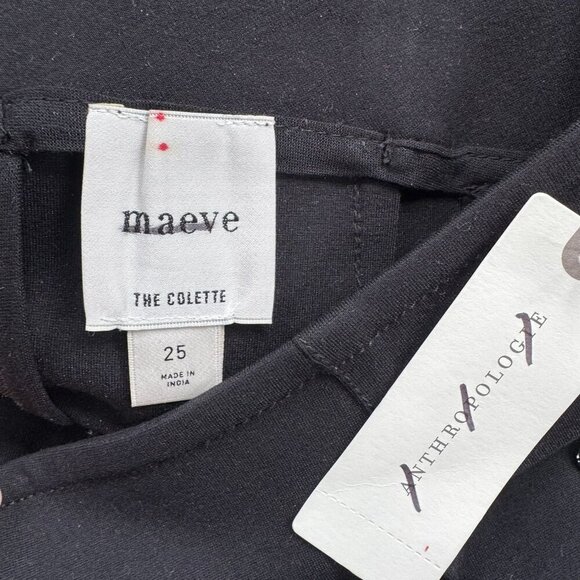 maeve
THE COLETTE
25
MADE IN
INDIA
ANTHROPOLOGIE